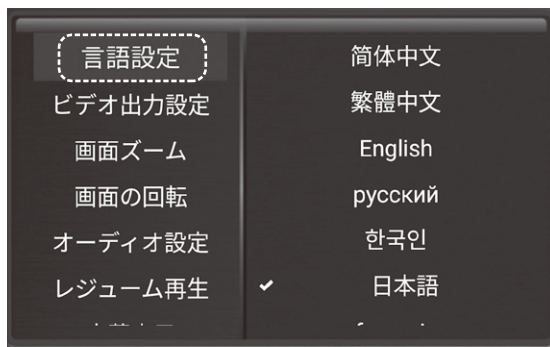 言語設定
ビデオ出力設定
画面ズーム
画面の回転
オーディオ設定
レジューム再生
简体中文
繁體中文
English
русский
한국인
日本語